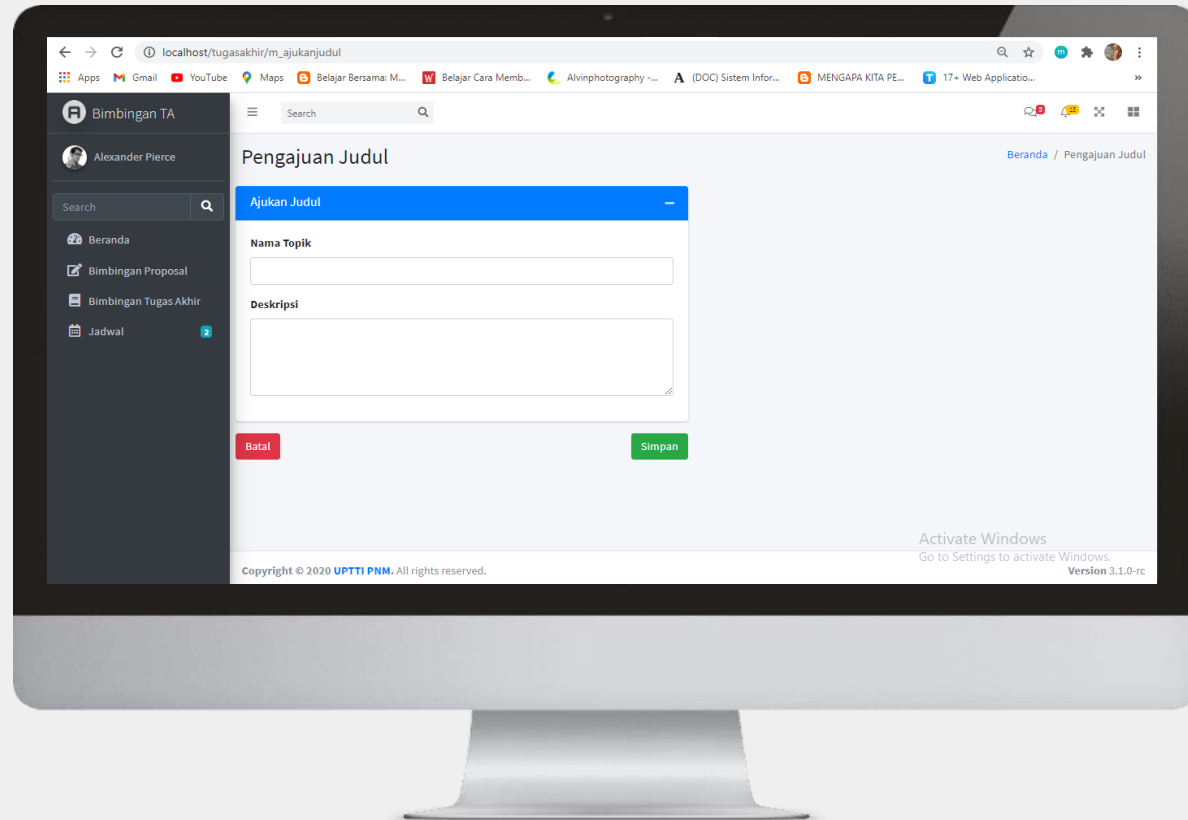 localhost/tugasakhir/m_ajukanjudul
Apps Gmail YouTube Maps Belajar Bersama: M... Belajar Cara Memb... Alvinphotography -... (DOC) Sistem Infor... MENGAPA KITA PE... 17+ Web Applicatio... »
Bimbingan TA
Search
3
15
Alexander Pierce
Pengajuan Judul
Beranda / Pengajuan Judul
Search
Beranda
Bimbingan Proposal
Bimbingan Tugas Akhir
Jadwal 2
Ajukan Judul
Nama Topik
Deskripsi
Batal
Simpan
Activate Windows
Go to Settings to activate Windows.
Copyright © 2020 UPTTI PNM. All rights reserved.
Version 3.1.0-rc